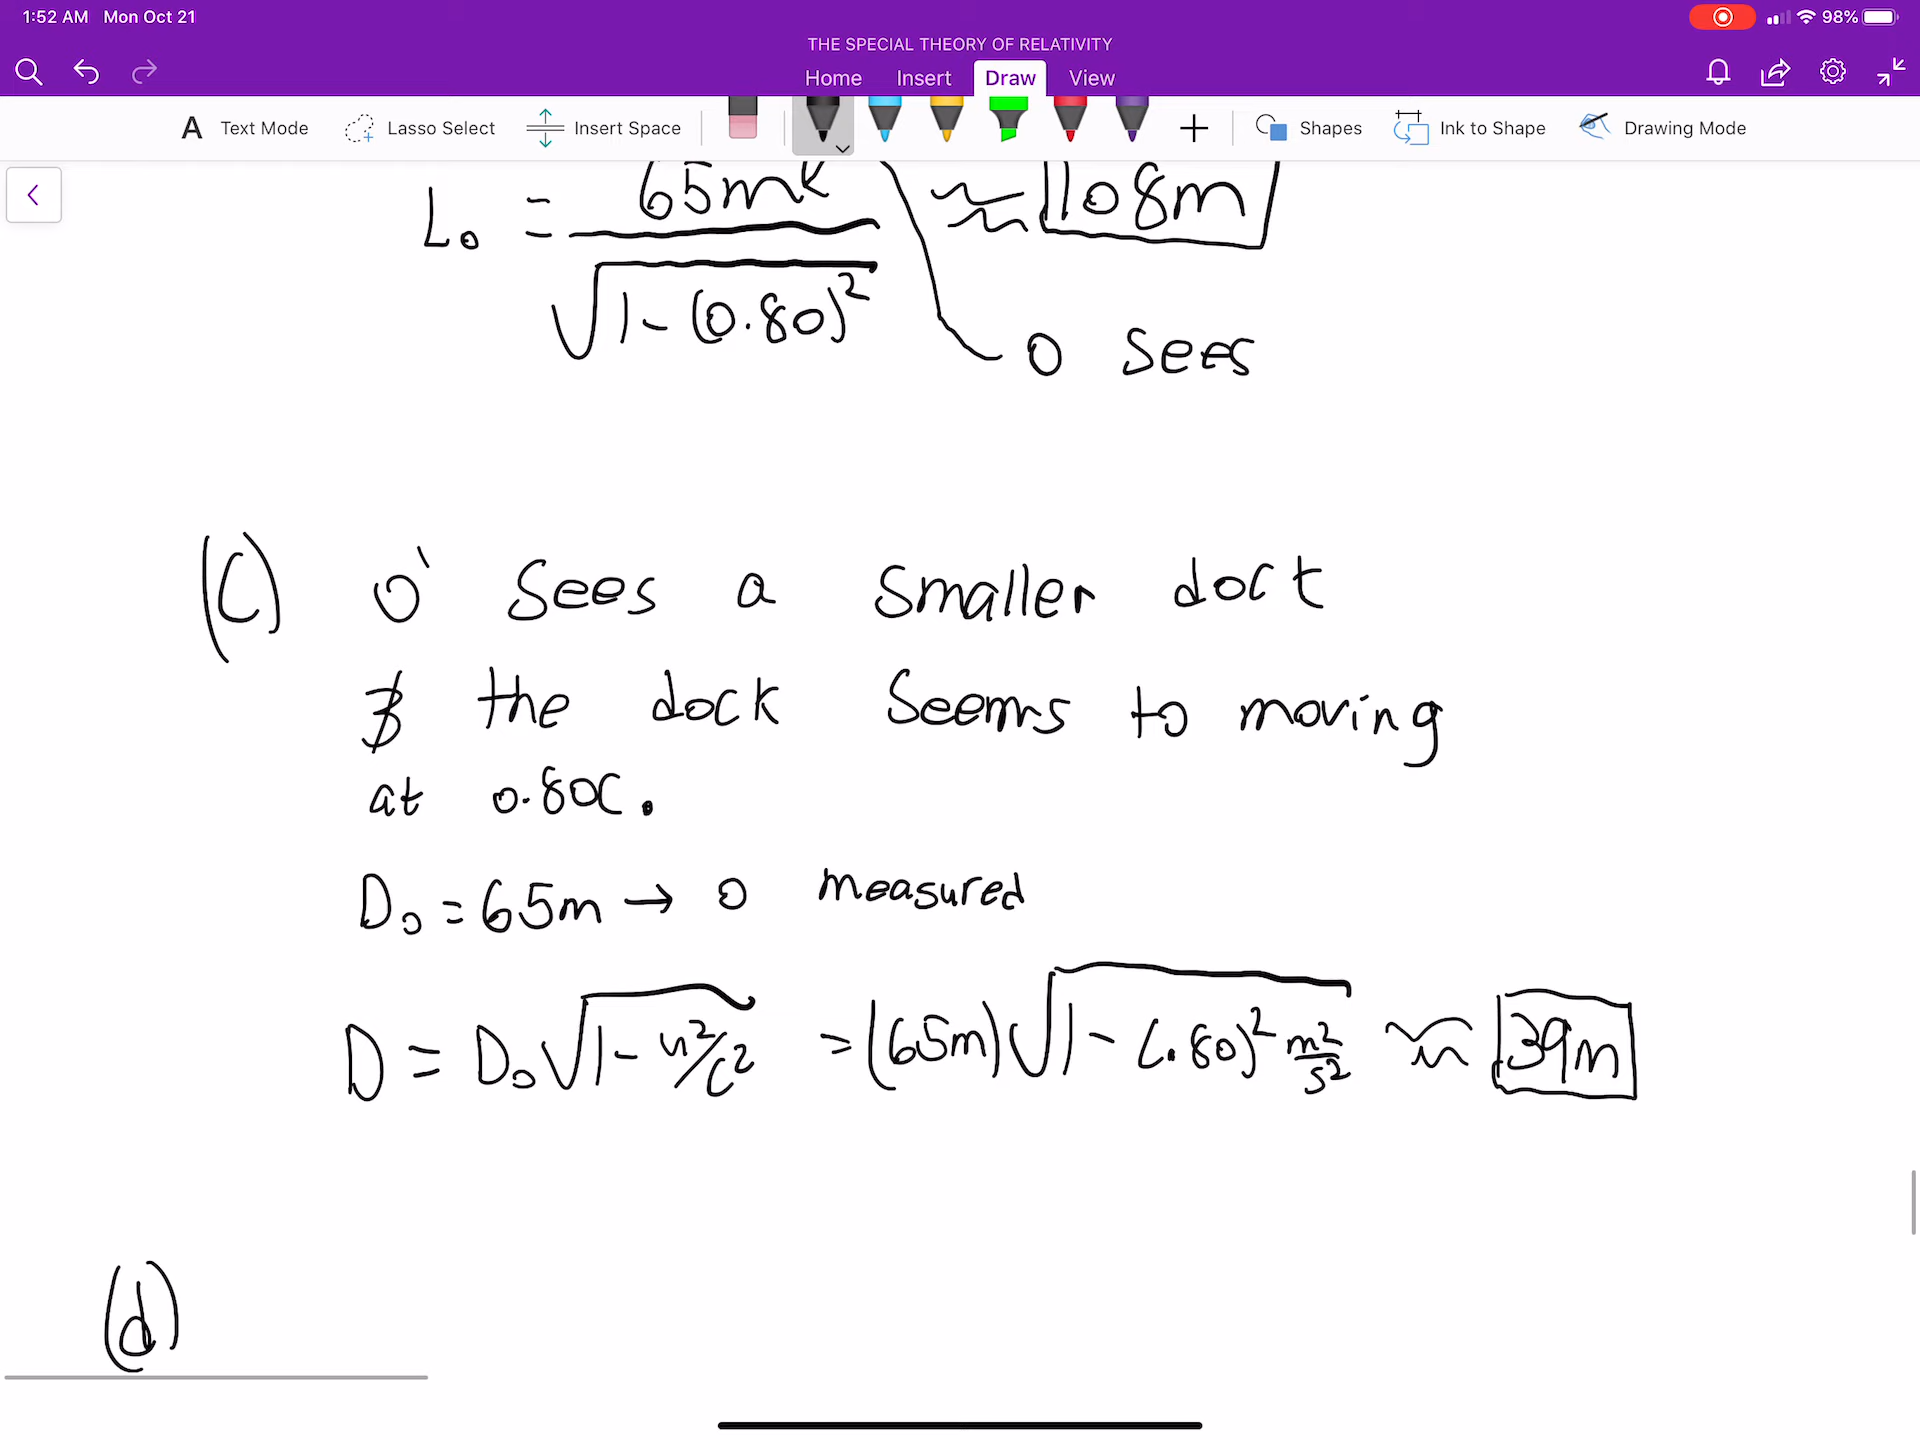 1:52 AM Mon Oct 21
98%
THE SPECIAL THEORY OF RELATIVITY
Home Insert Draw View
A Text Mode Lasso Select Insert Space Shapes Ink to Shape Drawing Mode
L₀ = 65m / √1-(0.80)² ≈ 108m
0 sees
(C) O' Sees a smaller dock
$ the dock seems to moving
at 0.80C.
D₀ = 65m → O measured
D = D₀√1-u²/c² = (65m)√1-(.80)² m²/s² ≈ 39m
(d)